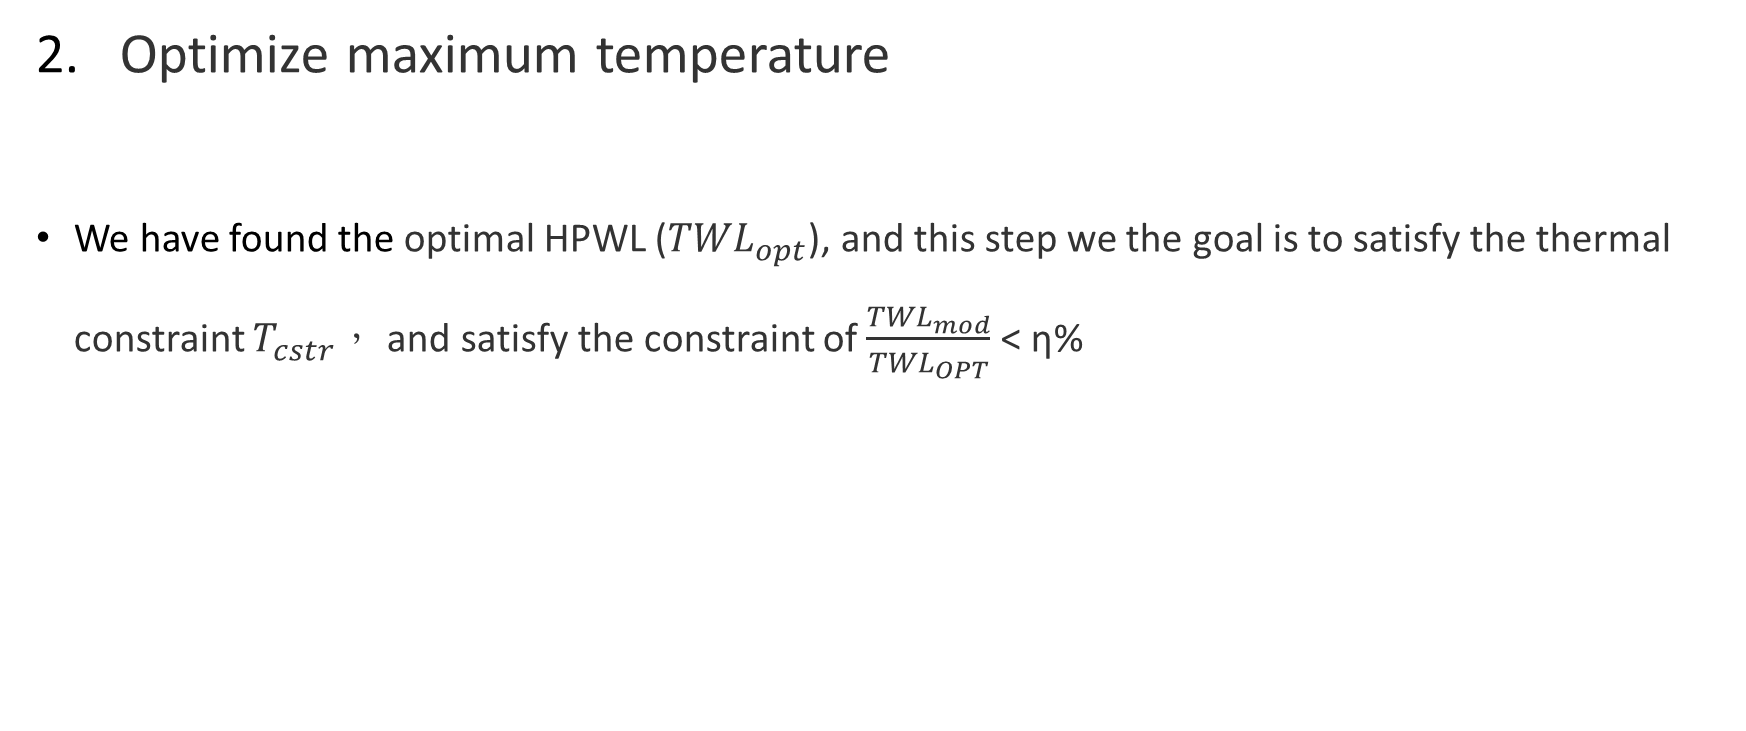 2. Optimize maximum temperature
• We have found the optimal HPWL (TWL_opt), and this step we the goal is to satisfy the thermal
constraint T_cstr ， and satisfy the constraint of TWL_mod/TWL_OPT < η%